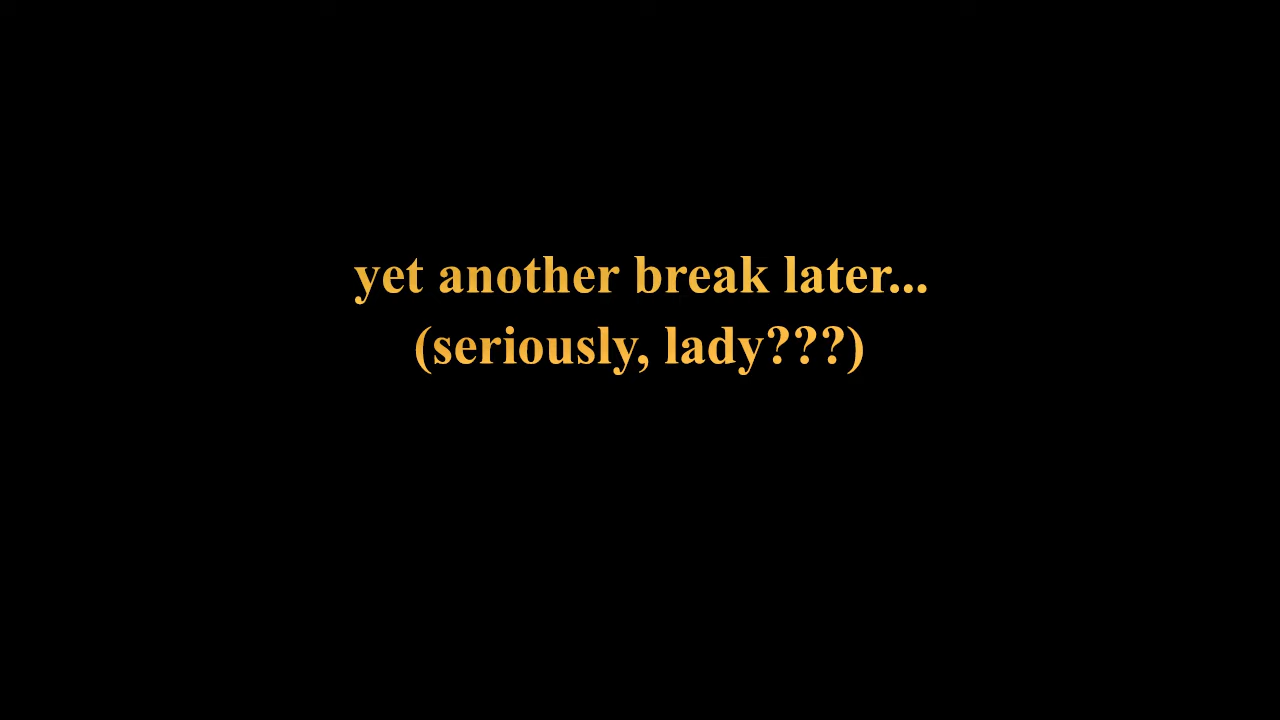 yet another break later...
(seriously, lady???)